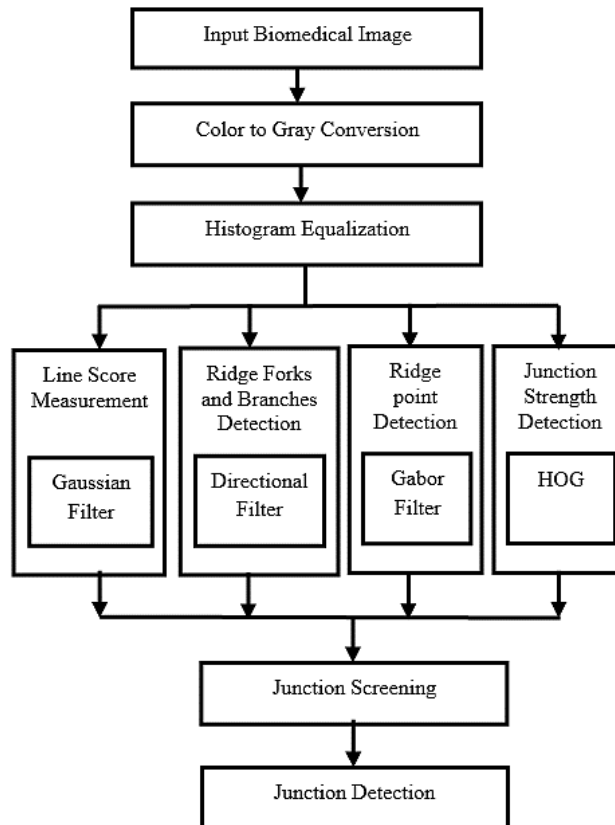 Input Biomedical Image
Color to Gray Conversion
Histogram Equalization
Line Score
Measurement
Gaussian
Filter
Ridge Forks
and Branches
Detection
Directional
Filter
Ridge
point
Detection
Gabor
Filter
Junction
Strength
Detection
HOG
Junction Screening
Junction Detection